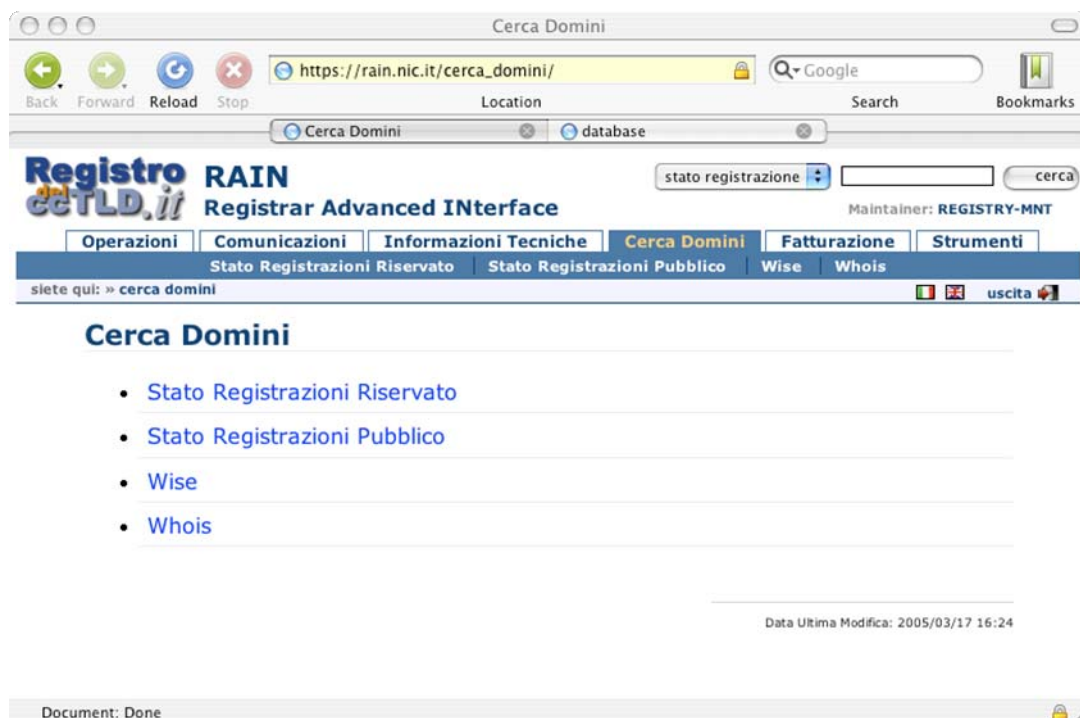 Cerca Domini
https://rain.nic.it/cerca_domini/
Google
Back Forward Reload Stop Location Search Bookmarks
Cerca Domini database
Registro
del
ccTLD.it
RAIN
Registrar Advanced INterface
stato registrazione cerca
Maintainer: REGISTRY-MNT
Operazioni Comunicazioni Informazioni Tecniche Cerca Domini Fatturazione Strumenti
Stato Registrazioni Riservato Stato Registrazioni Pubblico Wise Whois
siete qui: » cerca domini uscita
Cerca Domini
• Stato Registrazioni Riservato
• Stato Registrazioni Pubblico
• Wise
• Whois
Data Ultima Modifica: 2005/03/17 16:24
Document: Done